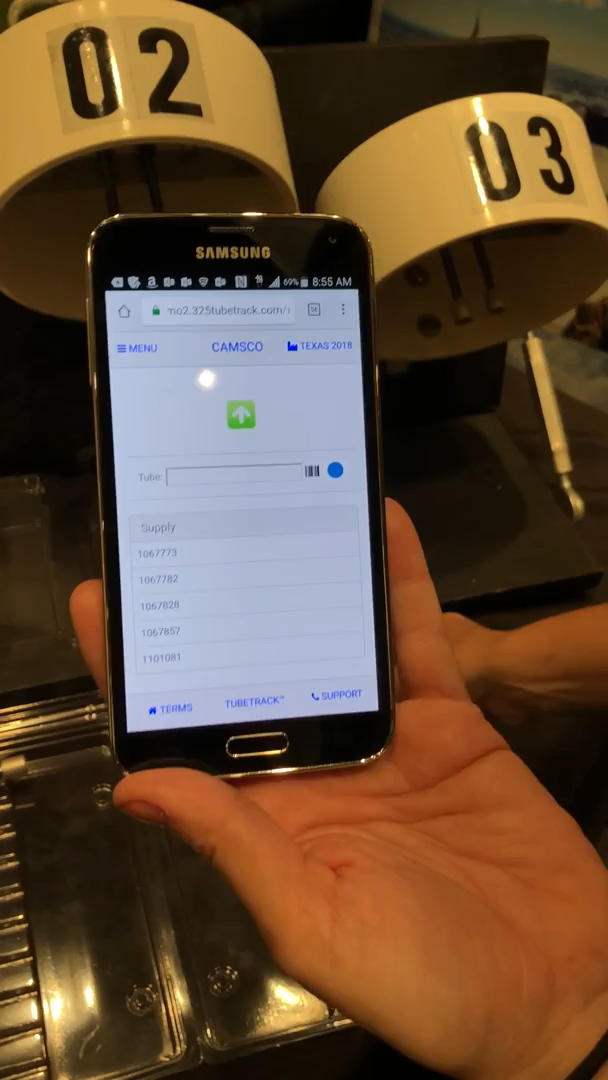 02
03
SAMSUNG
69% 8:55 AM
mo2.325tubetrack.com/
MENU CAMSCO TEXAS 2018
Tube:
Supply
1067773
1067782
1067828
1067857
1101081
TERMS TUBETRACK™ SUPPORT